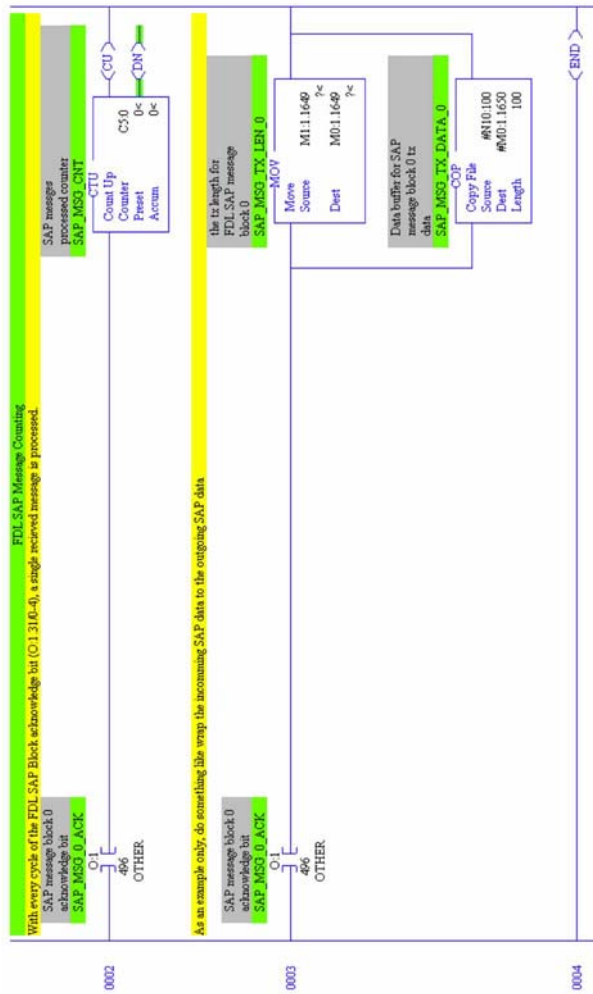 FDL SAP Message Counting
With every cycle of the FDL SAP Block acknowledge bit (O:1.31/0-4), a single recieved message is processed.
SAP message block 0
acknowledge bit
SAP_MSG_0_ACK
O:1
496
OTHER
0002
SAP messges
processed counter
SAP_MSG_CNT
CTU
Count Up
Counter C5:0
Preset 0<
Accum 0<
CU
DN
As an example only, do something like wrap the incomming SAP data to the outgoing SAP data
SAP message block 0
acknowledge bit
SAP_MSG_0_ACK
O:1
496
OTHER
0003
the tx length for
FDL SAP message
block 0
SAP_MSG_TX_LEN_0
MOV
Move
Source M1:1.1649
?<
Dest M0:1.1649
?<
Data buffer for SAP
message block 0 tx
data
SAP_MSG_TX_DATA_0
COP
Copy File
Source #N10:100
Dest #M0:1.1650
Length 100
0004
END